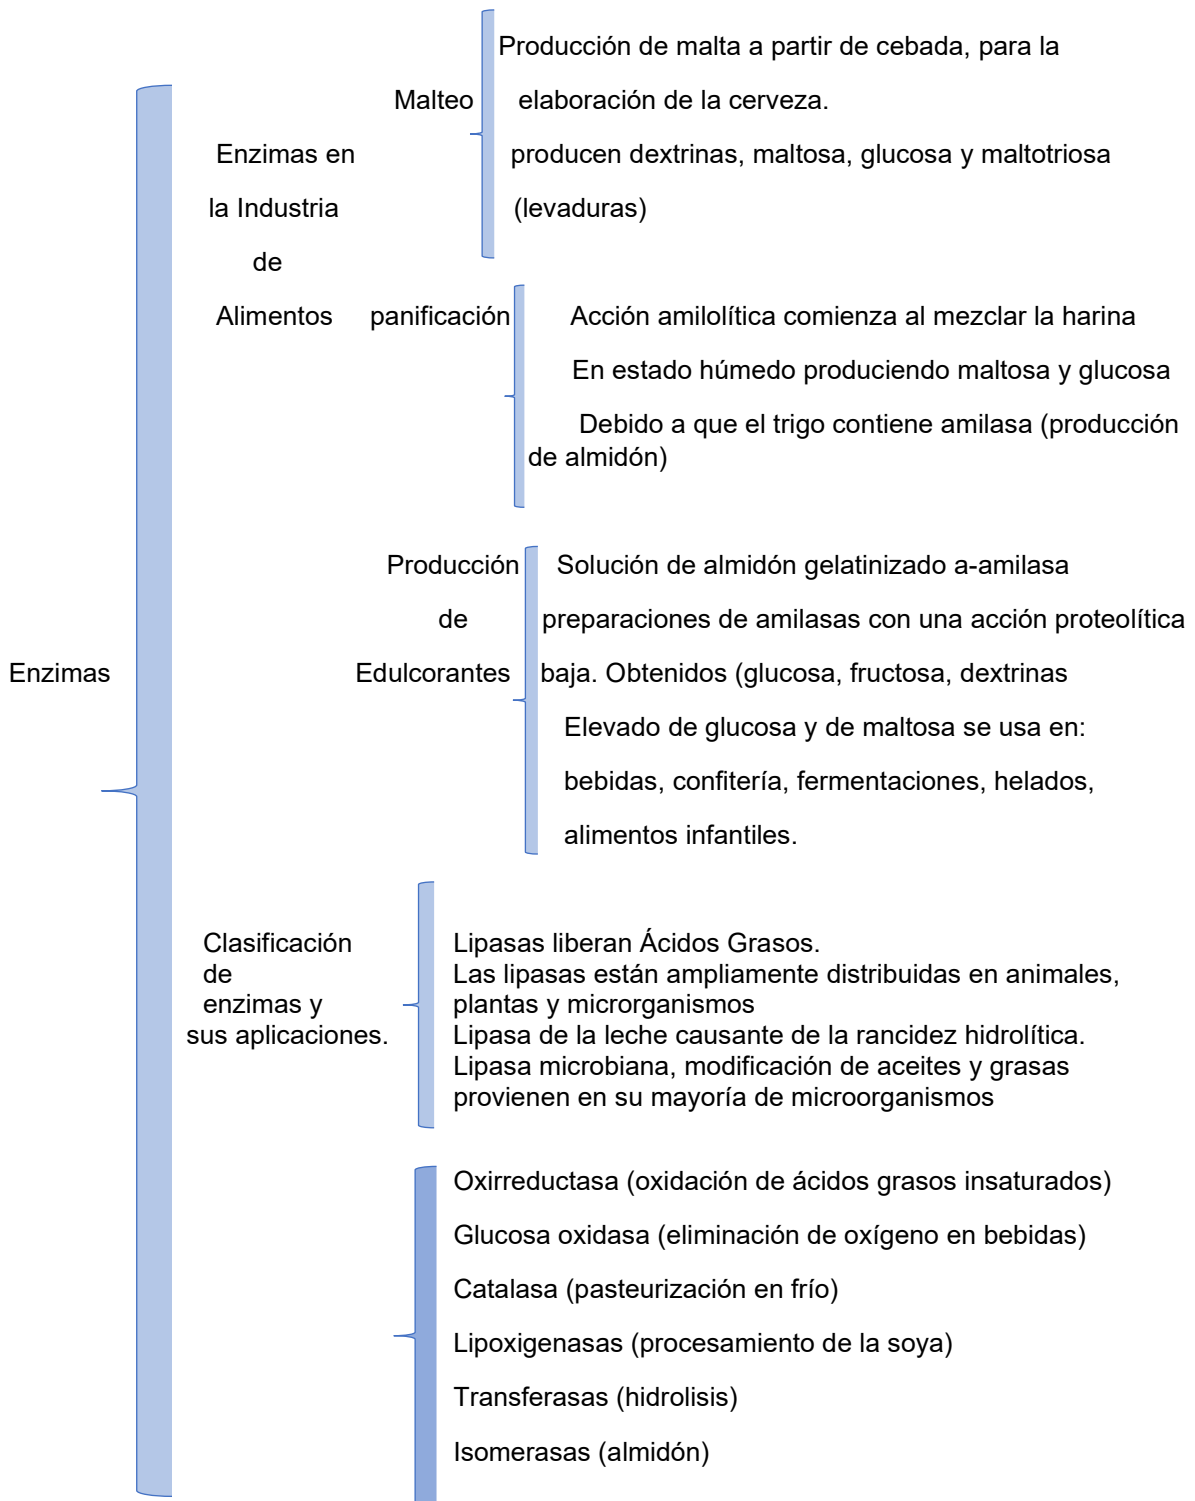 Enzimas
Enzimas en
la Industria
de
Alimentos
Malteo
Producción de malta a partir de cebada, para la
elaboración de la cerveza.
producen dextrinas, maltosa, glucosa y maltotriosa
(levaduras)
panificación
Acción amilolítica comienza al mezclar la harina
En estado húmedo produciendo maltosa y glucosa
Debido a que el trigo contiene amilasa (producción
de almidón)
Producción
de
Edulcorantes
Solución de almidón gelatinizado a-amilasa
preparaciones de amilasas con una acción proteolítica
baja. Obtenidos (glucosa, fructosa, dextrinas
Elevado de glucosa y de maltosa se usa en:
bebidas, confitería, fermentaciones, helados,
alimentos infantiles.
Clasificación
de
enzimas y
sus aplicaciones.
Lipasas liberan Ácidos Grasos.
Las lipasas están ampliamente distribuidas en animales,
plantas y microrganismos
Lipasa de la leche causante de la rancidez hidrolítica.
Lipasa microbiana, modificación de aceites y grasas
provienen en su mayoría de microorganismos
Oxirreductasa (oxidación de ácidos grasos insaturados)
Glucosa oxidasa (eliminación de oxígeno en bebidas)
Catalasa (pasteurización en frío)
Lipoxigenasas (procesamiento de la soya)
Transferasas (hidrolisis)
Isomerasas (almidón)